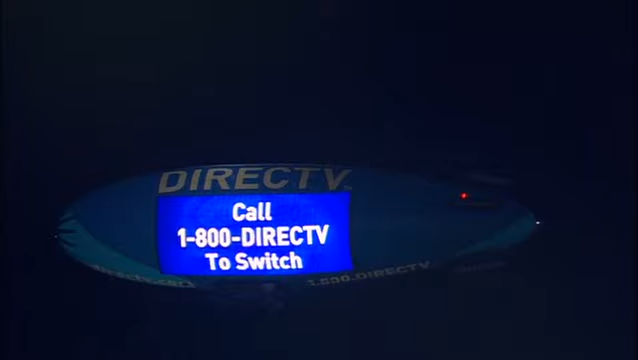 DIRECTV
Call
1-800-DIRECTV
To Switch
1.800.DIRECTV